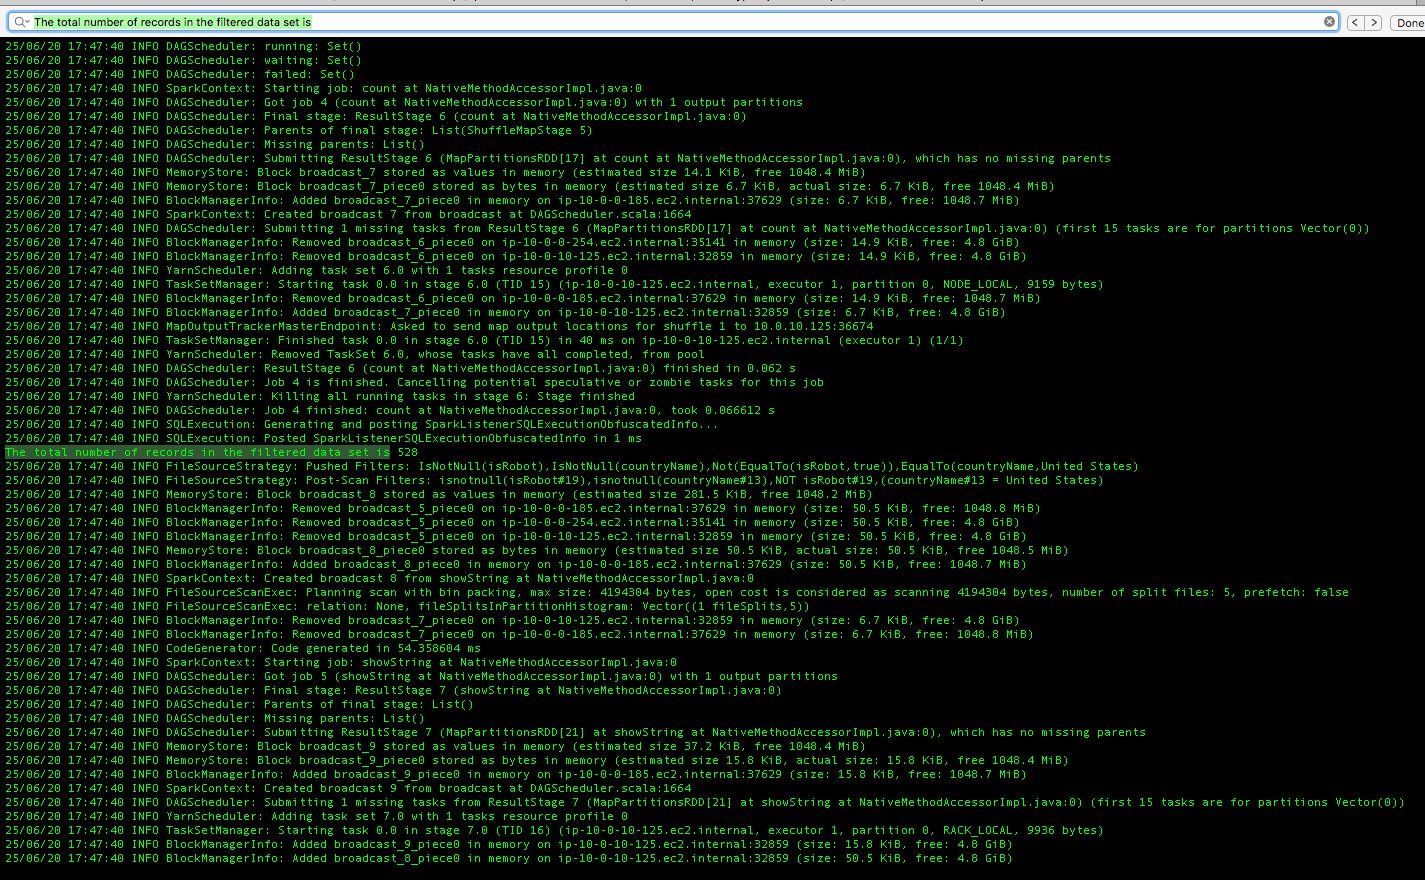 The total number of records in the filtered data set is
< > Done
25/06/20 17:47:40 INFO DAGScheduler: running: Set()
25/06/20 17:47:40 INFO DAGScheduler: waiting: Set()
25/06/20 17:47:40 INFO DAGScheduler: failed: Set()
25/06/20 17:47:40 INFO SparkContext: Starting job: count at NativeMethodAccessorImpl.java:0
25/06/20 17:47:40 INFO DAGScheduler: Got job 4 (count at NativeMethodAccessorImpl.java:0) with 1 output partitions
25/06/20 17:47:40 INFO DAGScheduler: Final stage: ResultStage 6 (count at NativeMethodAccessorImpl.java:0)
25/06/20 17:47:40 INFO DAGScheduler: Parents of final stage: List(ShuffleMapStage 5)
25/06/20 17:47:40 INFO DAGScheduler: Missing parents: List()
25/06/20 17:47:40 INFO DAGScheduler: Submitting ResultStage 6 (MapPartitionsRDD[17] at count at NativeMethodAccessorImpl.java:0), which has no missing parents
25/06/20 17:47:40 INFO MemoryStore: Block broadcast_7 stored as values in memory (estimated size 14.1 KiB, free 1048.4 MiB)
25/06/20 17:47:40 INFO MemoryStore: Block broadcast_7_piece0 stored as bytes in memory (estimated size 6.7 KiB, actual size: 6.7 KiB, free 1048.4 MiB)
25/06/20 17:47:40 INFO BlockManagerInfo: Added broadcast_7_piece0 in memory on ip-10-0-0-185.ec2.internal:37629 (size: 6.7 KiB, free: 1048.7 MiB)
25/06/20 17:47:40 INFO SparkContext: Created broadcast 7 from broadcast at DAGScheduler.scala:1664
25/06/20 17:47:40 INFO DAGScheduler: Submitting 1 missing tasks from ResultStage 6 (MapPartitionsRDD[17] at count at NativeMethodAccessorImpl.java:0) (first 15 tasks are for partitions Vector(0))
25/06/20 17:47:40 INFO BlockManagerInfo: Removed broadcast_6_piece0 on ip-10-0-0-254.ec2.internal:35141 in memory (size: 14.9 KiB, free: 4.8 GiB)
25/06/20 17:47:40 INFO BlockManagerInfo: Removed broadcast_6_piece0 on ip-10-0-10-125.ec2.internal:32859 in memory (size: 14.9 KiB, free: 4.8 GiB)
25/06/20 17:47:40 INFO YarnScheduler: Adding task set 6.0 with 1 tasks resource profile 0
25/06/20 17:47:40 INFO TaskSetManager: Starting task 0.0 in stage 6.0 (TID 15) (ip-10-0-10-125.ec2.internal, executor 1, partition 0, NODE_LOCAL, 9159 bytes)
25/06/20 17:47:40 INFO BlockManagerInfo: Removed broadcast_6_piece0 on ip-10-0-0-185.ec2.internal:37629 in memory (size: 14.9 KiB, free: 1048.7 MiB)
25/06/20 17:47:40 INFO BlockManagerInfo: Added broadcast_7_piece0 in memory on ip-10-0-10-125.ec2.internal:32859 (size: 6.7 KiB, free: 4.8 GiB)
25/06/20 17:47:40 INFO MapOutputTrackerMasterEndpoint: Asked to send map output locations for shuffle 1 to 10.0.10.125:36674
25/06/20 17:47:40 INFO TaskSetManager: Finished task 0.0 in stage 6.0 (TID 15) in 40 ms on ip-10-0-10-125.ec2.internal (executor 1) (1/1)
25/06/20 17:47:40 INFO YarnScheduler: Removed TaskSet 6.0, whose tasks have all completed, from pool
25/06/20 17:47:40 INFO DAGScheduler: ResultStage 6 (count at NativeMethodAccessorImpl.java:0) finished in 0.062 s
25/06/20 17:47:40 INFO DAGScheduler: Job 4 is finished. Cancelling potential speculative or zombie tasks for this job
25/06/20 17:47:40 INFO YarnScheduler: Killing all running tasks in stage 6: Stage finished
25/06/20 17:47:40 INFO DAGScheduler: Job 4 finished: count at NativeMethodAccessorImpl.java:0, took 0.066612 s
25/06/20 17:47:40 INFO SQLExecution: Generating and posting SparkListenerSQLExecutionObfuscatedInfo...
25/06/20 17:47:40 INFO SQLExecution: Posted SparkListenerSQLExecutionObfuscatedInfo in 1 ms
The total number of records in the filtered data set is 528
25/06/20 17:47:40 INFO FileSourceStrategy: Pushed Filters: IsNotNull(isRobot),IsNotNull(countryName),Not(EqualTo(isRobot,true)),EqualTo(countryName,United States)
25/06/20 17:47:40 INFO FileSourceStrategy: Post-Scan Filters: isnotnull(isRobot#19),isnotnull(countryName#13),NOT isRobot#19,(countryName#13 = United States)
25/06/20 17:47:40 INFO MemoryStore: Block broadcast_8 stored as values in memory (estimated size 281.5 KiB, free 1048.2 MiB)
25/06/20 17:47:40 INFO BlockManagerInfo: Removed broadcast_5_piece0 on ip-10-0-0-185.ec2.internal:37629 in memory (size: 50.5 KiB, free: 1048.8 MiB)
25/06/20 17:47:40 INFO BlockManagerInfo: Removed broadcast_5_piece0 on ip-10-0-0-254.ec2.internal:35141 in memory (size: 50.5 KiB, free: 4.8 GiB)
25/06/20 17:47:40 INFO BlockManagerInfo: Removed broadcast_5_piece0 on ip-10-0-10-125.ec2.internal:32859 in memory (size: 50.5 KiB, free: 4.8 GiB)
25/06/20 17:47:40 INFO MemoryStore: Block broadcast_8_piece0 stored as bytes in memory (estimated size 50.5 KiB, actual size: 50.5 KiB, free 1048.5 MiB)
25/06/20 17:47:40 INFO BlockManagerInfo: Added broadcast_8_piece0 in memory on ip-10-0-0-185.ec2.internal:37629 (size: 50.5 KiB, free: 1048.7 MiB)
25/06/20 17:47:40 INFO SparkContext: Created broadcast 8 from showString at NativeMethodAccessorImpl.java:0
25/06/20 17:47:40 INFO FileSourceScanExec: Planning scan with bin packing, max size: 4194304 bytes, open cost is considered as scanning 4194304 bytes, number of split files: 5, prefetch: false
25/06/20 17:47:40 INFO FileSourceScanExec: relation: None, fileSplitsInPartitionHistogram: Vector((1 fileSplits,5))
25/06/20 17:47:40 INFO BlockManagerInfo: Removed broadcast_7_piece0 on ip-10-0-10-125.ec2.internal:32859 in memory (size: 6.7 KiB, free: 4.8 GiB)
25/06/20 17:47:40 INFO BlockManagerInfo: Removed broadcast_7_piece0 on ip-10-0-0-185.ec2.internal:37629 in memory (size: 6.7 KiB, free: 1048.8 MiB)
25/06/20 17:47:40 INFO CodeGenerator: Code generated in 54.358604 ms
25/06/20 17:47:40 INFO SparkContext: Starting job: showString at NativeMethodAccessorImpl.java:0
25/06/20 17:47:40 INFO DAGScheduler: Got job 5 (showString at NativeMethodAccessorImpl.java:0) with 1 output partitions
25/06/20 17:47:40 INFO DAGScheduler: Final stage: ResultStage 7 (showString at NativeMethodAccessorImpl.java:0)
25/06/20 17:47:40 INFO DAGScheduler: Parents of final stage: List()
25/06/20 17:47:40 INFO DAGScheduler: Missing parents: List()
25/06/20 17:47:40 INFO DAGScheduler: Submitting ResultStage 7 (MapPartitionsRDD[21] at showString at NativeMethodAccessorImpl.java:0), which has no missing parents
25/06/20 17:47:40 INFO MemoryStore: Block broadcast_9 stored as values in memory (estimated size 37.2 KiB, free 1048.4 MiB)
25/06/20 17:47:40 INFO MemoryStore: Block broadcast_9_piece0 stored as bytes in memory (estimated size 15.8 KiB, actual size: 15.8 KiB, free 1048.4 MiB)
25/06/20 17:47:40 INFO BlockManagerInfo: Added broadcast_9_piece0 in memory on ip-10-0-0-185.ec2.internal:37629 (size: 15.8 KiB, free: 1048.7 MiB)
25/06/20 17:47:40 INFO SparkContext: Created broadcast 9 from broadcast at DAGScheduler.scala:1664
25/06/20 17:47:40 INFO DAGScheduler: Submitting 1 missing tasks from ResultStage 7 (MapPartitionsRDD[21] at showString at NativeMethodAccessorImpl.java:0) (first 15 tasks are for partitions Vector(0))
25/06/20 17:47:40 INFO YarnScheduler: Adding task set 7.0 with 1 tasks resource profile 0
25/06/20 17:47:40 INFO TaskSetManager: Starting task 0.0 in stage 7.0 (TID 16) (ip-10-0-10-125.ec2.internal, executor 1, partition 0, RACK_LOCAL, 9936 bytes)
25/06/20 17:47:40 INFO BlockManagerInfo: Added broadcast_9_piece0 in memory on ip-10-0-10-125.ec2.internal:32859 (size: 15.8 KiB, free: 4.8 GiB)
25/06/20 17:47:40 INFO BlockManagerInfo: Added broadcast_8_piece0 in memory on ip-10-0-10-125.ec2.internal:32859 (size: 50.5 KiB, free: 4.8 GiB)